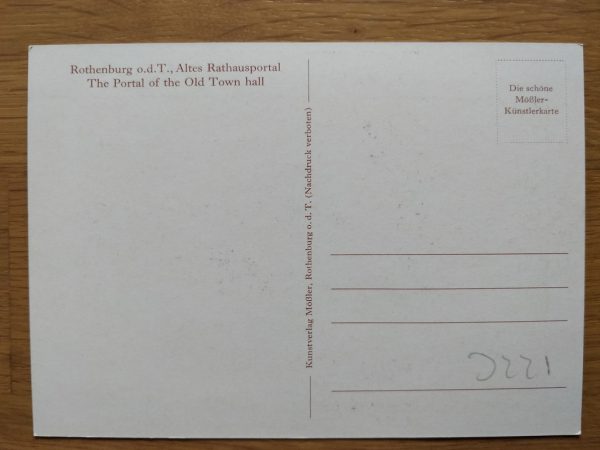 Rothenburg o.d.T., Altes Rathausportal
The Portal of the Old Town hall
Die schöne
Mößler-
Künstlerkarte
Kunstverlag Mößler, Rothenburg o. d. T. (Nachdruck verboten)